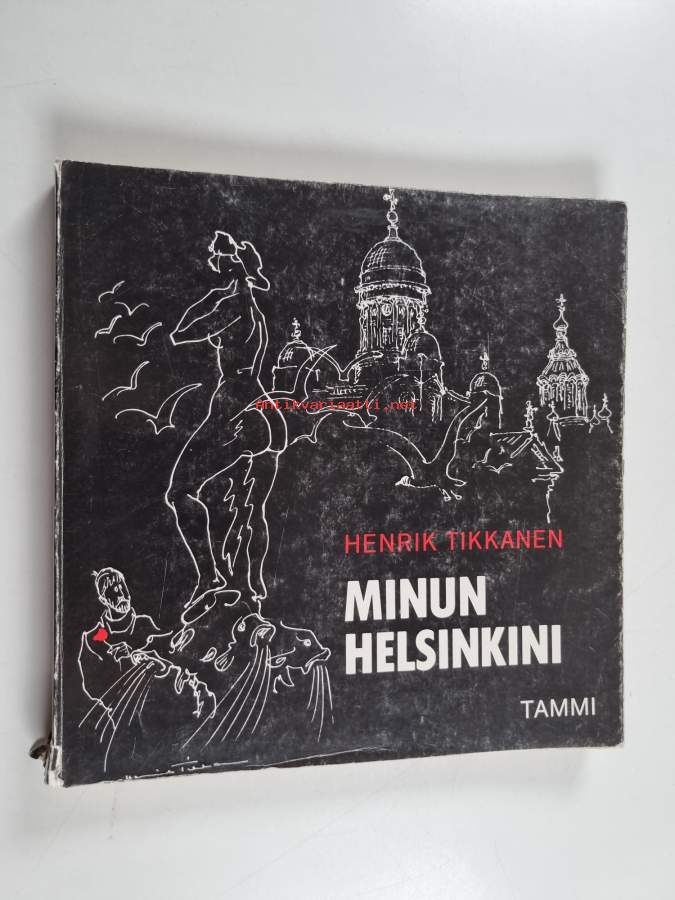 antikvariaatti.net
HENRIK TIKKANEN
MINUN
HELSINKINI
TAMMI